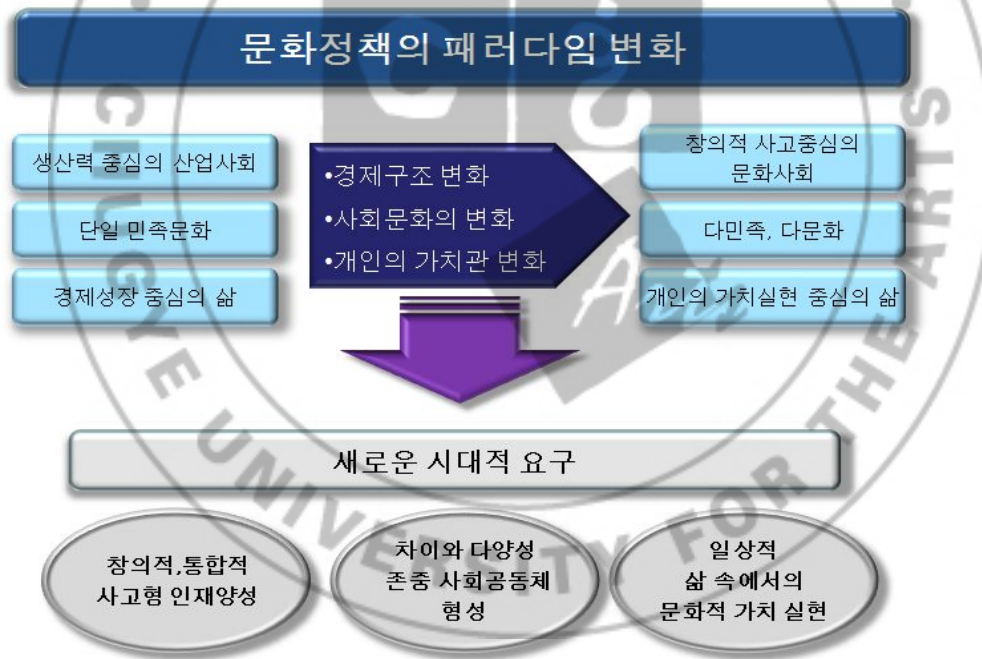 문화정책의 패러다임 변화
생산력 중심의 산업사회
단일 민족문화
경제성장 중심의 삶
•경제구조 변화
•사회문화의 변화
•개인의 가치관 변화
창의적 사고중심의
문화사회
다민족, 다문화
개인의 가치실현 중심의 삶
새로운 시대적 요구
창의적,통합적
사고형 인재양성
차이와 다양성
존중 사회공동체
형성
일상적
삶 속에서의
문화적 가치 실현
UNIVERSITY FOR THE ARTS